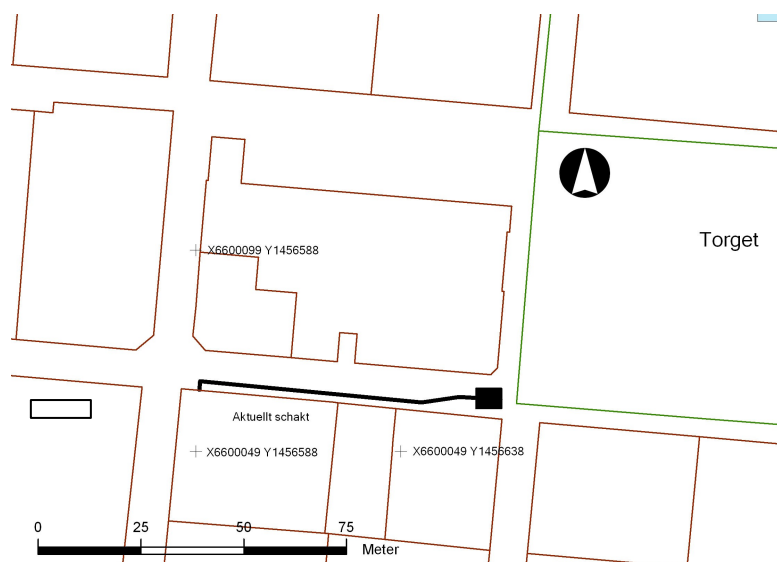 Torget
X6600099 Y1456588
Aktuellt schakt
X6600049 Y1456588
X6600049 Y1456638
0 25 50 75
Meter